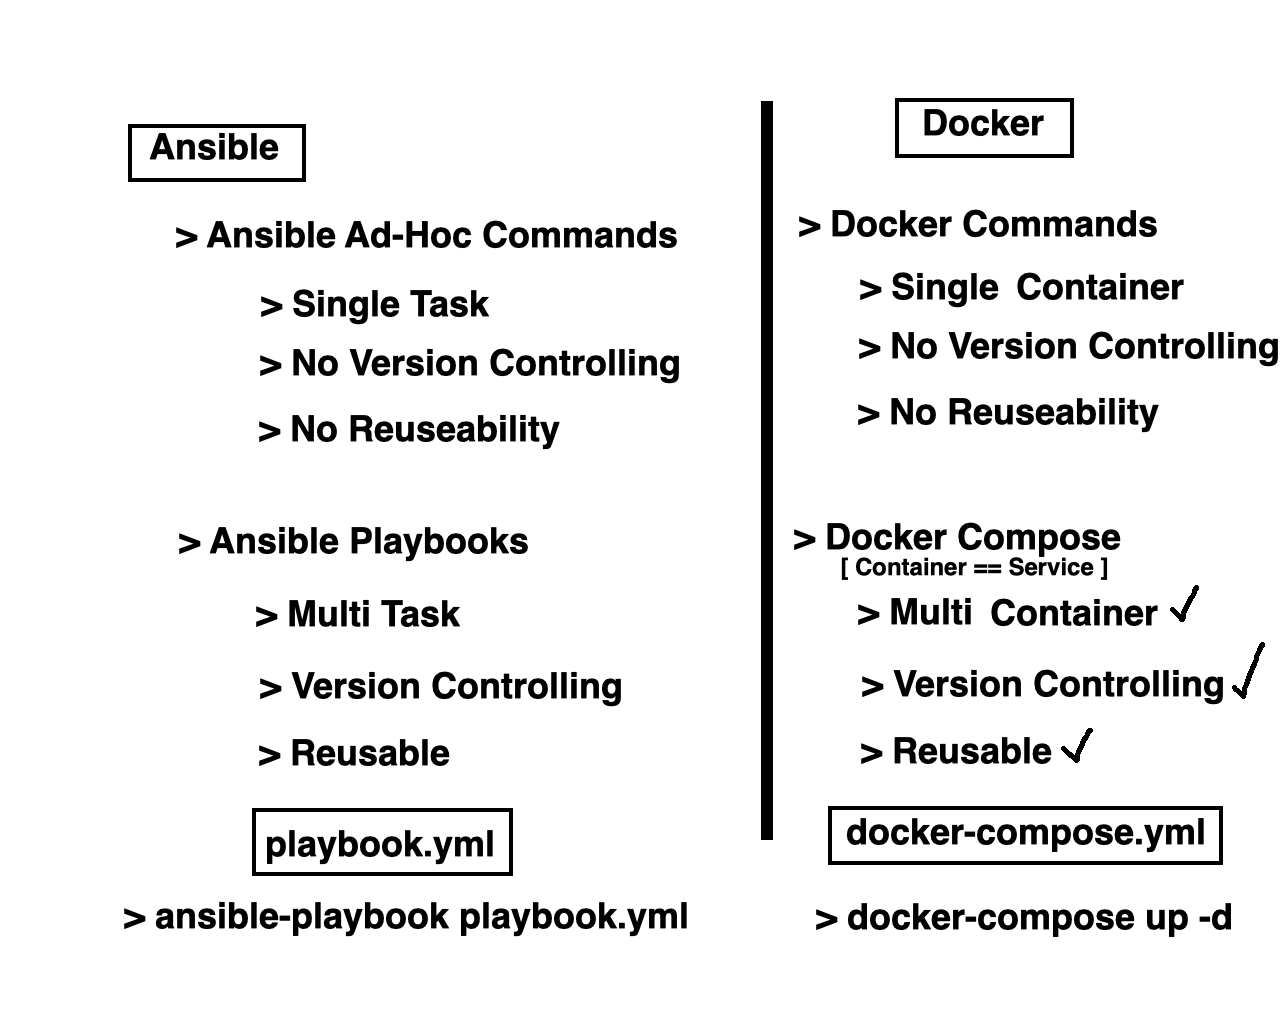 Ansible
> Ansible Ad-Hoc Commands
> Single Task
> No Version Controlling
> No Reuseability
> Ansible Playbooks
> Multi Task
> Version Controlling
> Reusable
playbook.yml
> ansible-playbook playbook.yml
Docker
> Docker Commands
> Single Container
> No Version Controlling
> No Reuseability
> Docker Compose
[ Container == Service ]
> Multi Container ✓
> Version Controlling ✓
> Reusable ✓
docker-compose.yml
> docker-compose up -d